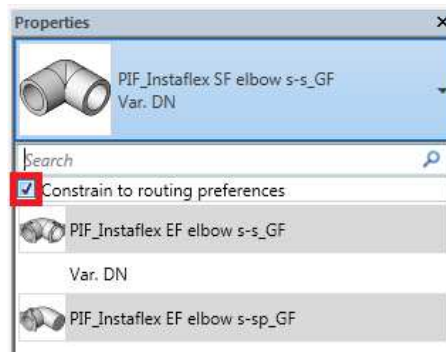 Properties
PIF_Instaflex SF elbow s-s_GF
Var. DN
Search
Constrain to routing preferences
PIF_Instaflex EF elbow s-s_GF
Var. DN
PIF_Instaflex EF elbow s-sp_GF